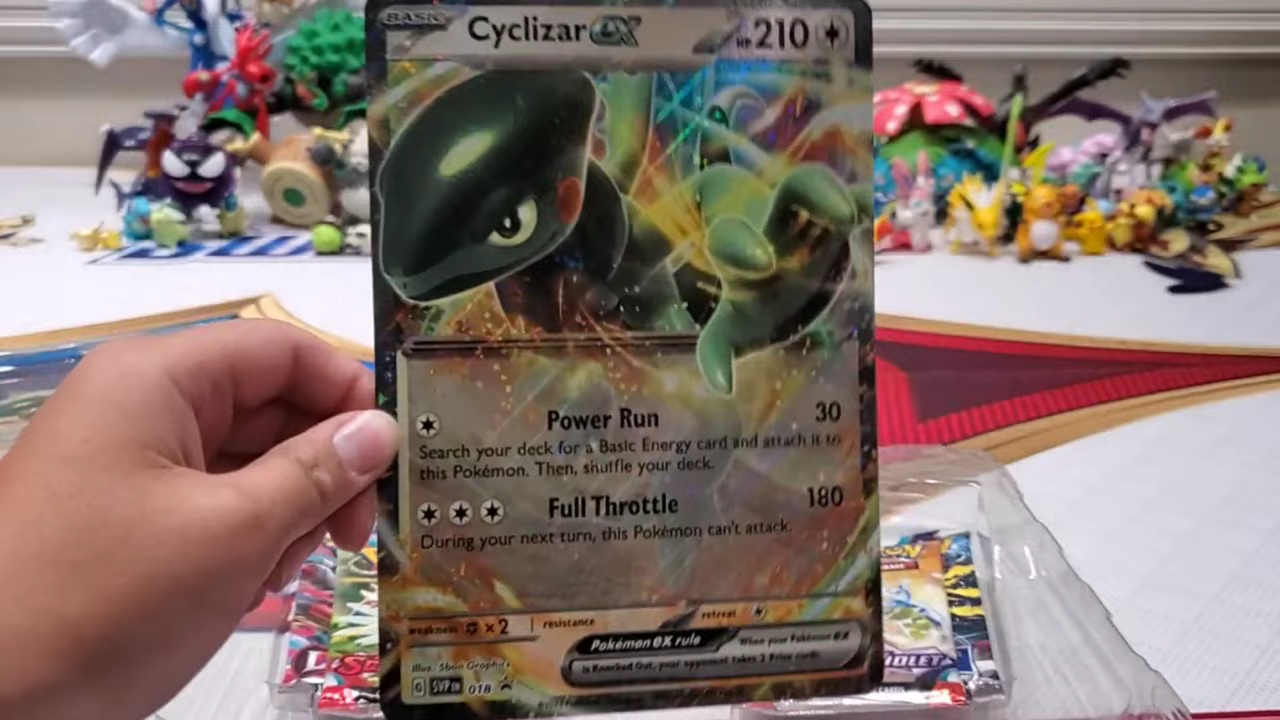 BASIC Cyclizar ex HP 210
Power Run 30
Search your deck for a Basic Energy card and attach it to
this Pokémon. Then, shuffle your deck.
Full Throttle 180
During your next turn, this Pokémon can't attack.
weakness ×2 resistance retreat
Pokémon ex rule When your Pokémon ex
is Knocked Out, your opponent takes 2 Prize cards.
Illus. 5ban Graphics
G SVP EN 018
VIOLET